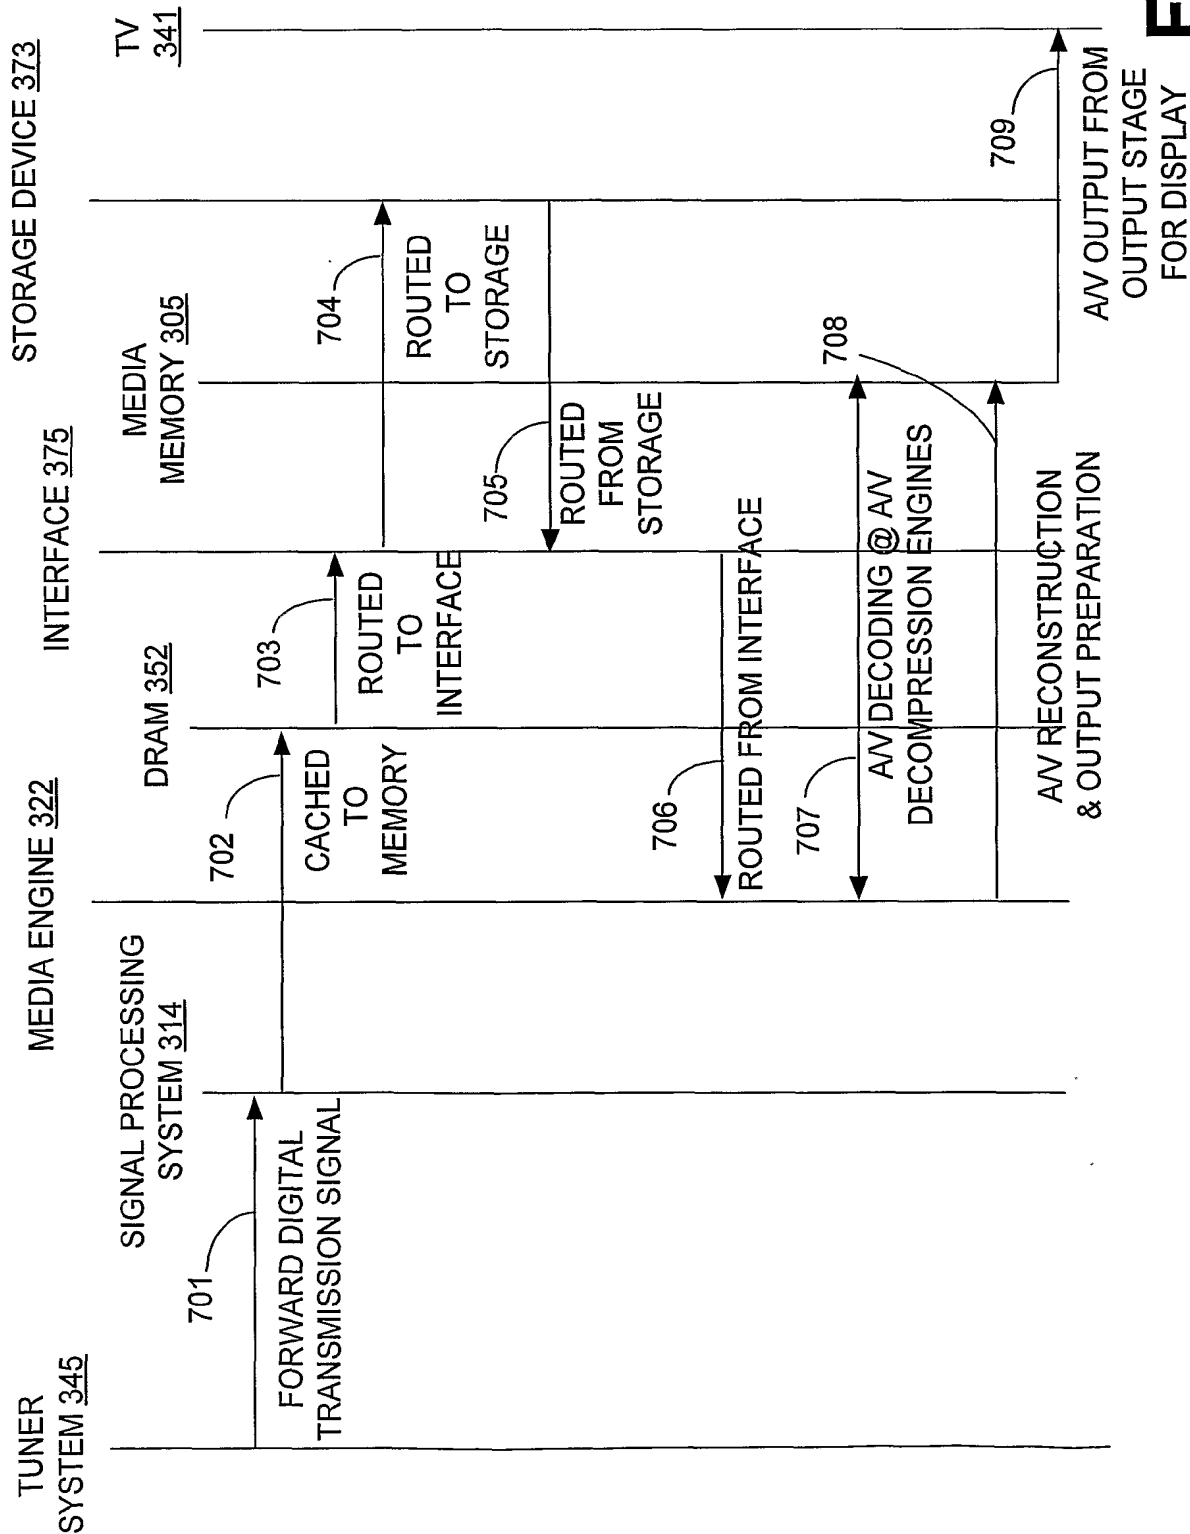 TUNER
SYSTEM 345
SIGNAL PROCESSING
SYSTEM 314
MEDIA ENGINE 322
DRAM 352
INTERFACE 375
MEDIA
MEMORY 305
STORAGE DEVICE 373
TV
341
701
FORWARD DIGITAL
TRANSMISSION SIGNAL
702
CACHED
TO
MEMORY
703
ROUTED
TO
INTERFACE
704
ROUTED
TO
STORAGE
705
ROUTED
FROM
STORAGE
706
ROUTED FROM INTERFACE
707
A/V DECODING @ A/V
DECOMPRESSION ENGINES
708
A/V RECONSTRUCTION
& OUTPUT PREPARATION
709
A/V OUTPUT FROM
OUTPUT STAGE
FOR DISPLAY